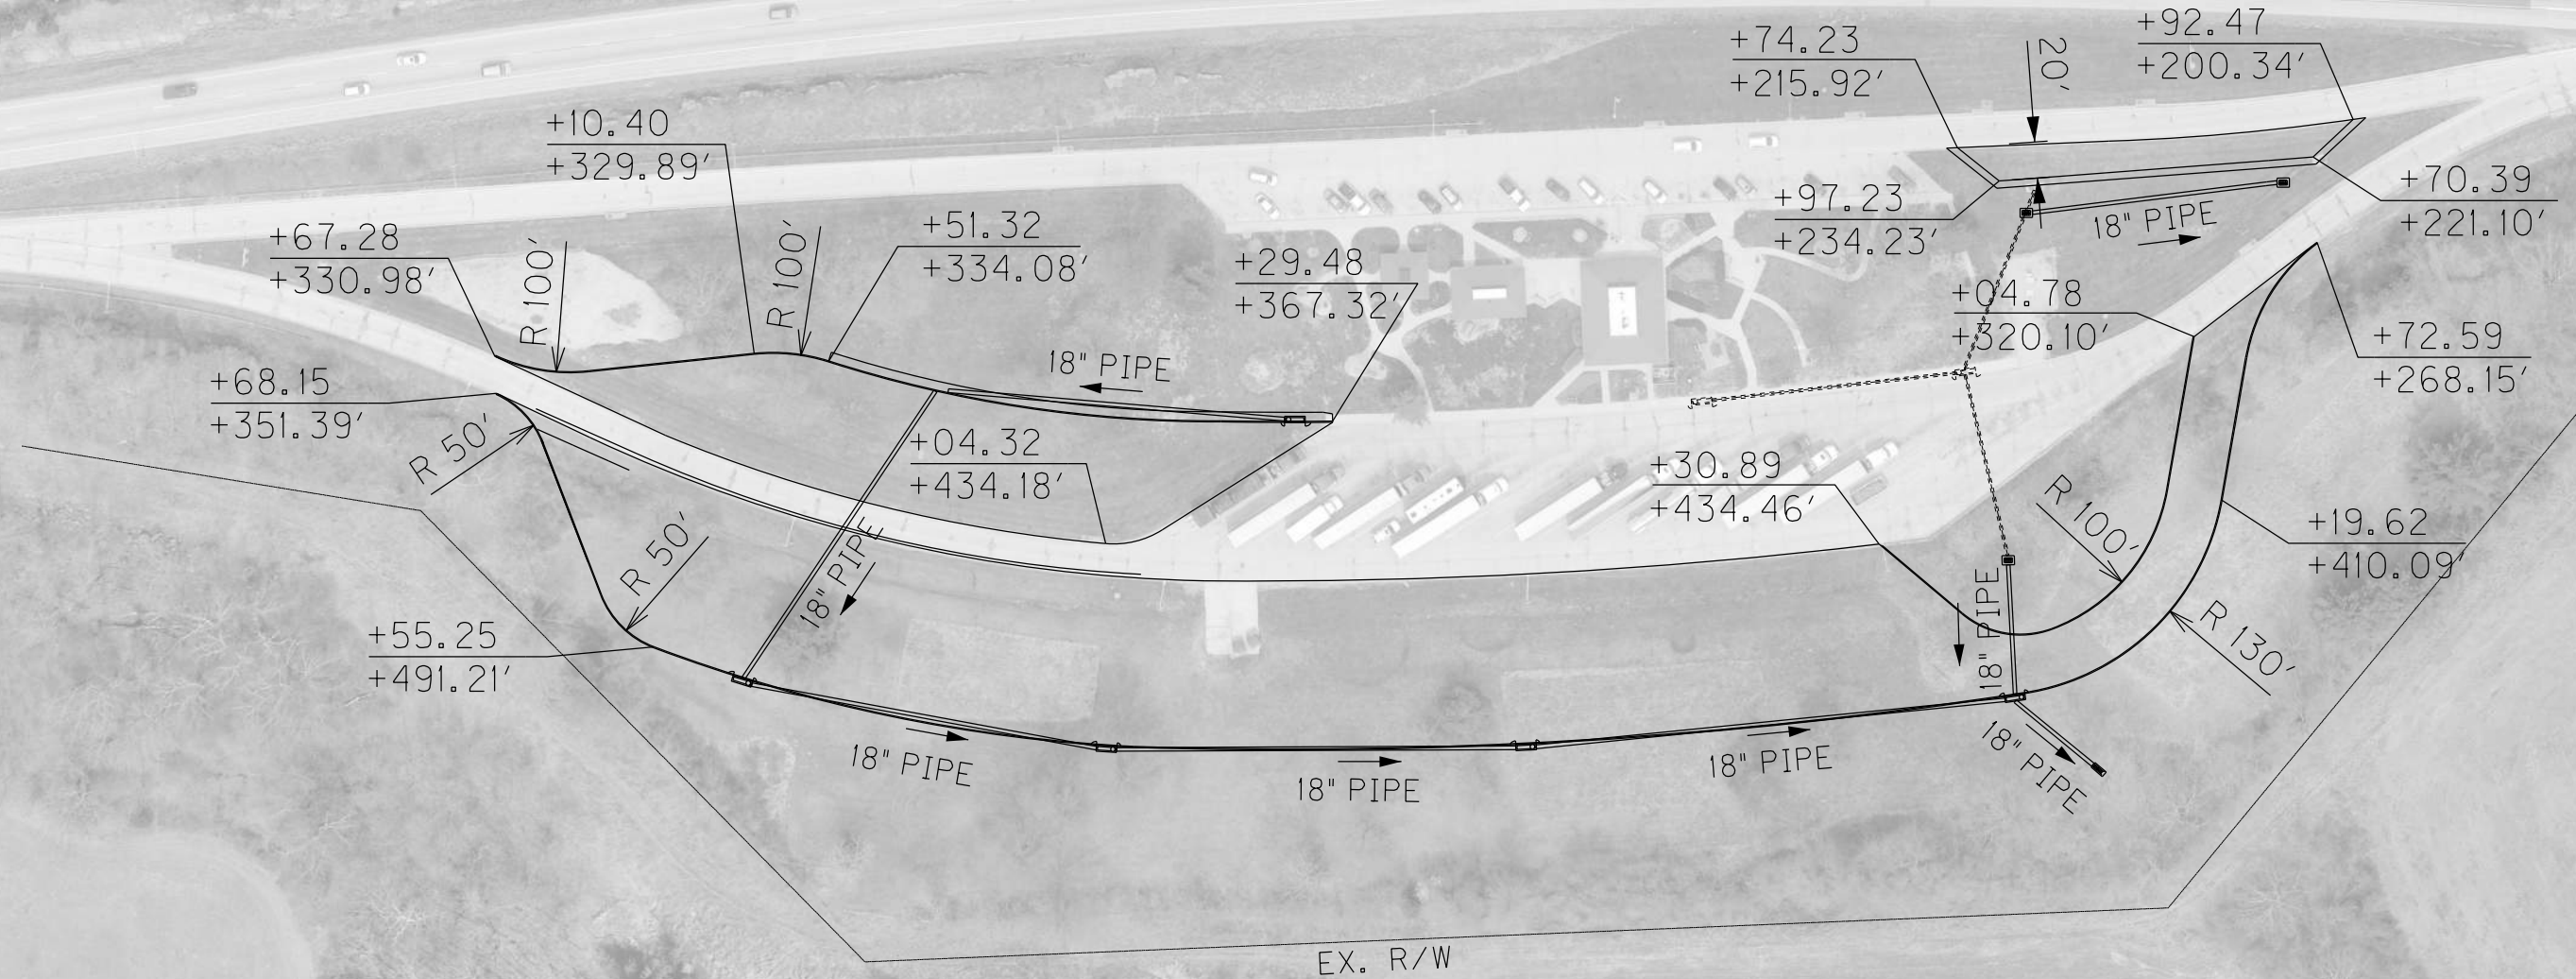 +92.47
+200.34′
+74.23
+215.92′
20′
+10.40
+329.89′
+70.39
+221.10′
+97.23
+234.23′
18" PIPE
+67.28
+330.98′
R 100′
R 100′
+51.32
+334.08′
+29.48
+367.32′
+04.78
+320.10′
+72.59
+268.15′
18" PIPE
+68.15
+351.39′
R 50′
+04.32
+434.18′
+30.89
+434.46′
R 100′
+19.62
+410.09′
R 50′
18" PIPE
18" PIPE
R 130′
+55.25
+491.21′
18" PIPE
18" PIPE
18" PIPE
18" PIPE
EX. R/W